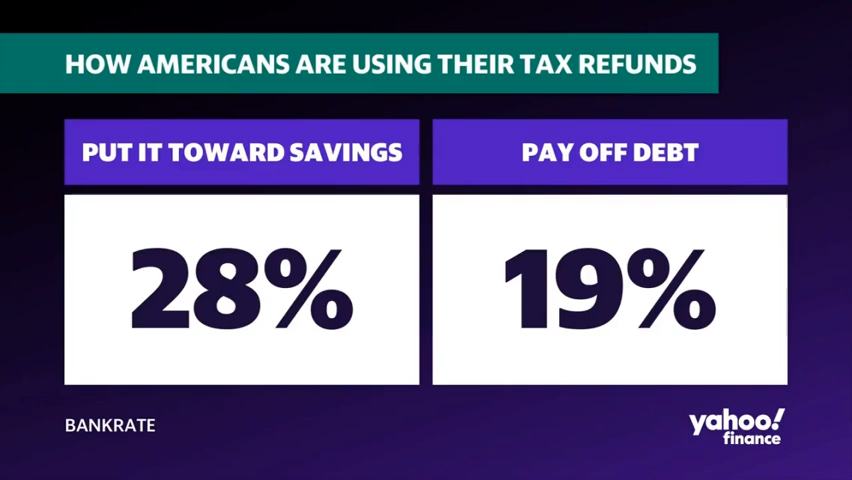 HOW AMERICANS ARE USING THEIR TAX REFUNDS
PUT IT TOWARD SAVINGS
PAY OFF DEBT
28%
19%
BANKRATE
yahoo!
finance